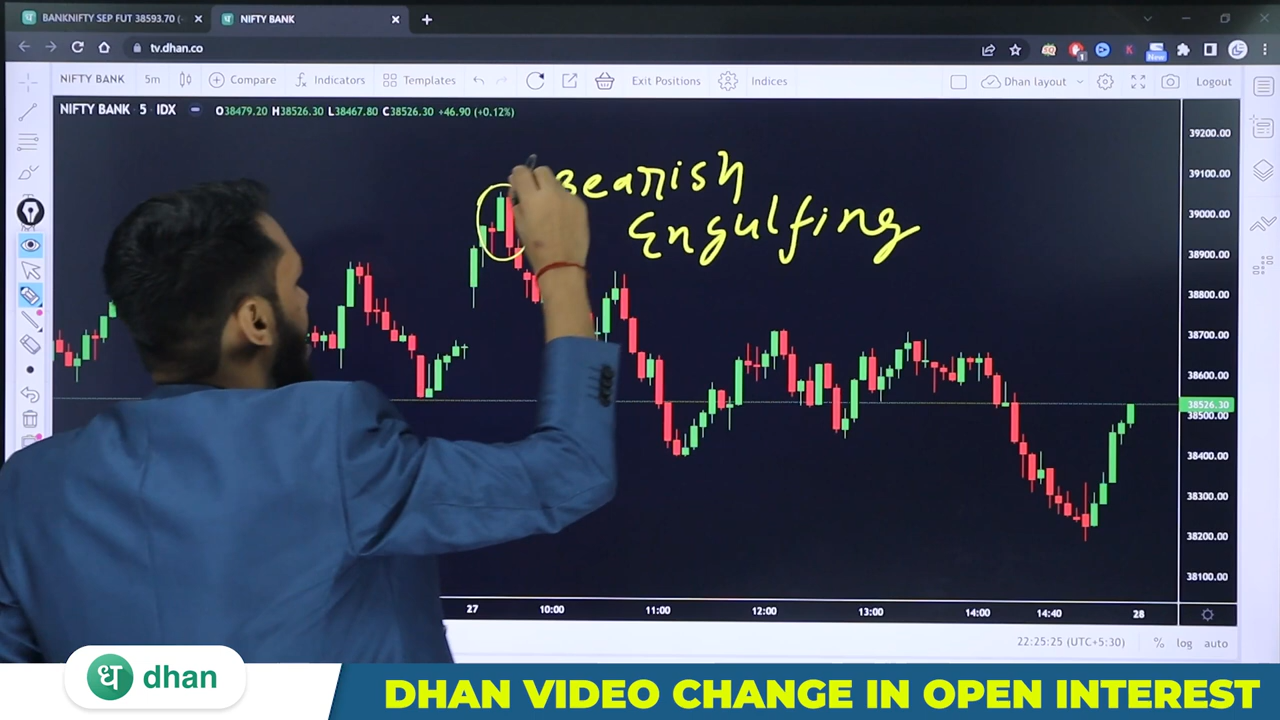 BANKNIFTY SEP FUT 38593.70 (-
NIFTY BANK
tv.dhan.co
New
1
NIFTY BANK 5m Compare Indicators Templates Exit Positions Indices Dhan layout Logout
NIFTY BANK 5 IDX O38479.20 H38526.30 L38467.80 C38526.30 +46.90 (+0.12%)
Bearish
Engulfing
39200.00
39100.00
39000.00
38900.00
38800.00
38700.00
38600.00
38526.30
38500.00
38400.00
38300.00
38200.00
38100.00
27 10:00 11:00 12:00 13:00 14:00 14:40 28
22:25:25 (UTC+5:30) % log auto
ध dhan
DHAN VIDEO CHANGE IN OPEN INTEREST